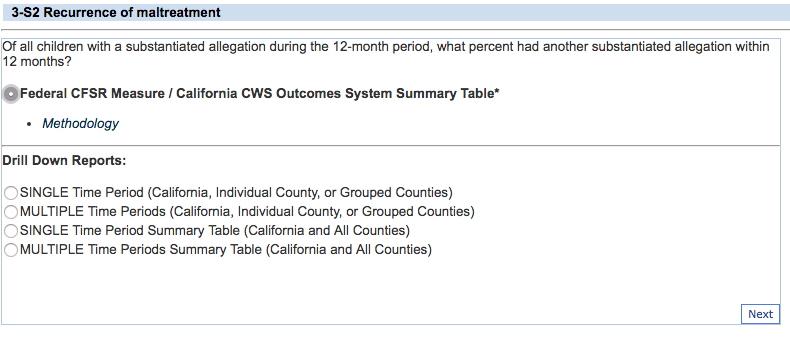 3-S2 Recurrence of maltreatment
Of all children with a substantiated allegation during the 12-month period, what percent had another substantiated allegation within
12 months?
Federal CFSR Measure / California CWS Outcomes System Summary Table*
• Methodology
Drill Down Reports:
SINGLE Time Period (California, Individual County, or Grouped Counties)
MULTIPLE Time Periods (California, Individual County, or Grouped Counties)
SINGLE Time Period Summary Table (California and All Counties)
MULTIPLE Time Periods Summary Table (California and All Counties)
Next